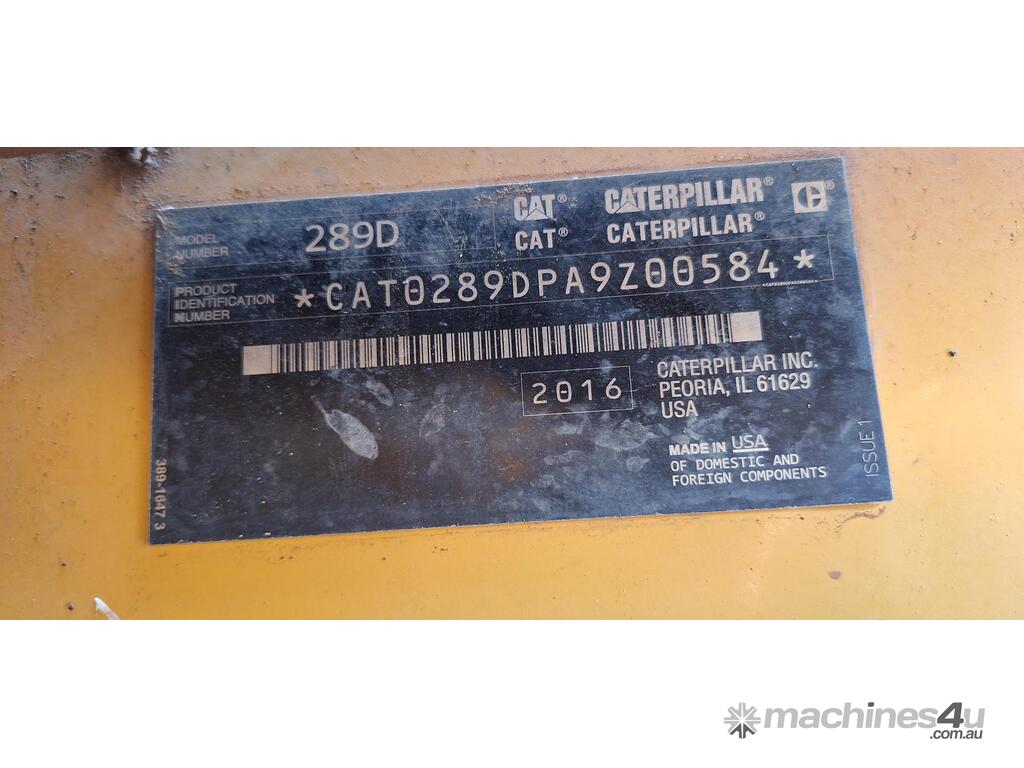 MODEL
NUMBER
289D
CAT® CATERPILLAR®
CAT® CATERPILLAR®
PRODUCT
IDENTIFICATION
NUMBER
*CAT0289DPA9Z00584*
*CAT0289DPA9Z00584*
2016
CATERPILLAR INC.
PEORIA, IL 61629
USA
MADE IN USA
OF DOMESTIC AND
FOREIGN COMPONENTS
ISSUE 1
389-1647 3
machines4u
.com.au